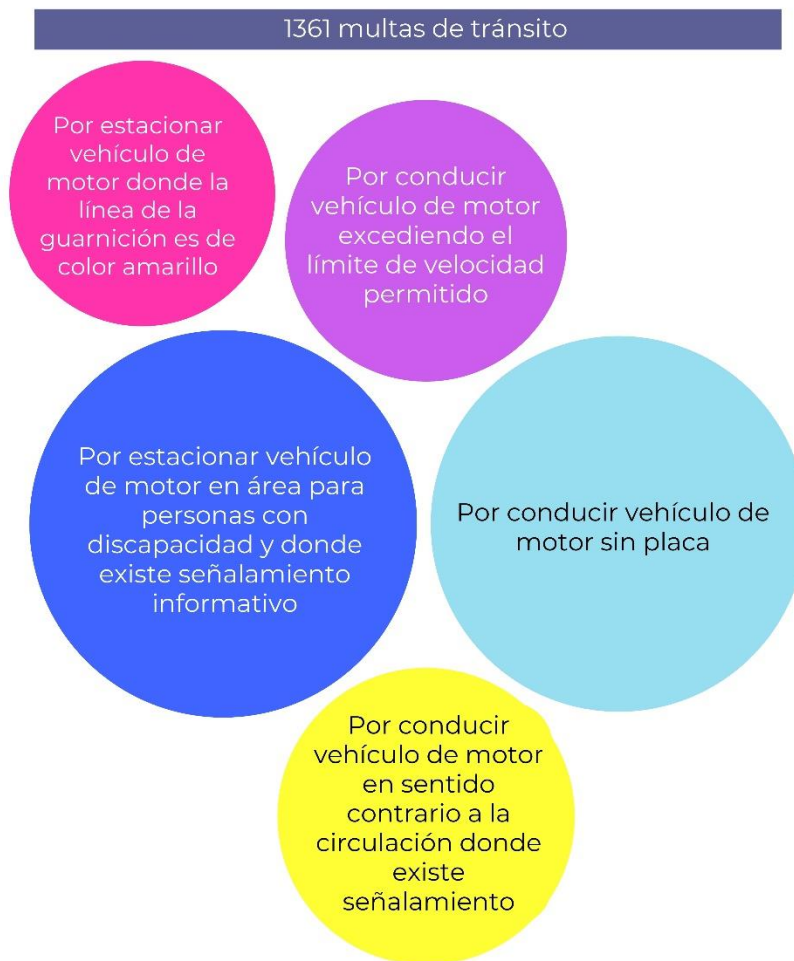 1361 multas de tránsito
Por estacionar
vehículo de
motor donde la
línea de la
guarnición es de
color amarillo
Por conducir
vehículo de motor
excediendo el
límite de velocidad
permitido
Por estacionar vehículo
de motor en área para
personas con
discapacidad y donde
existe señalamiento
informativo
Por conducir vehículo de
motor sin placa
Por conducir
vehículo de motor
en sentido
contrario a la
circulación donde
existe
señalamiento